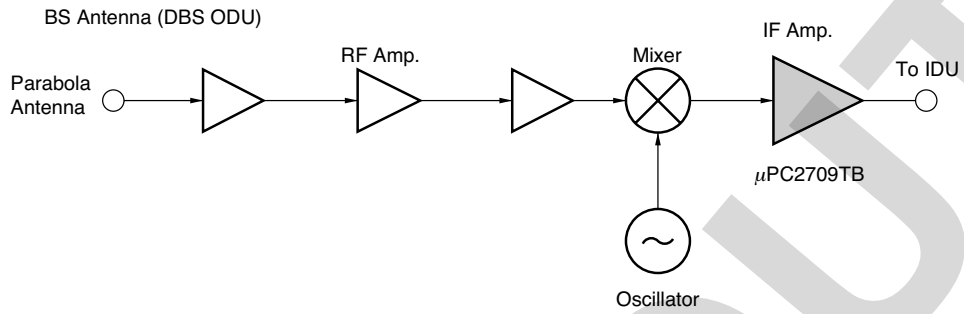 BS Antenna (DBS ODU)
Parabola
Antenna
RF Amp.
Mixer
IF Amp.
To IDU
µPC2709TB
Oscillator